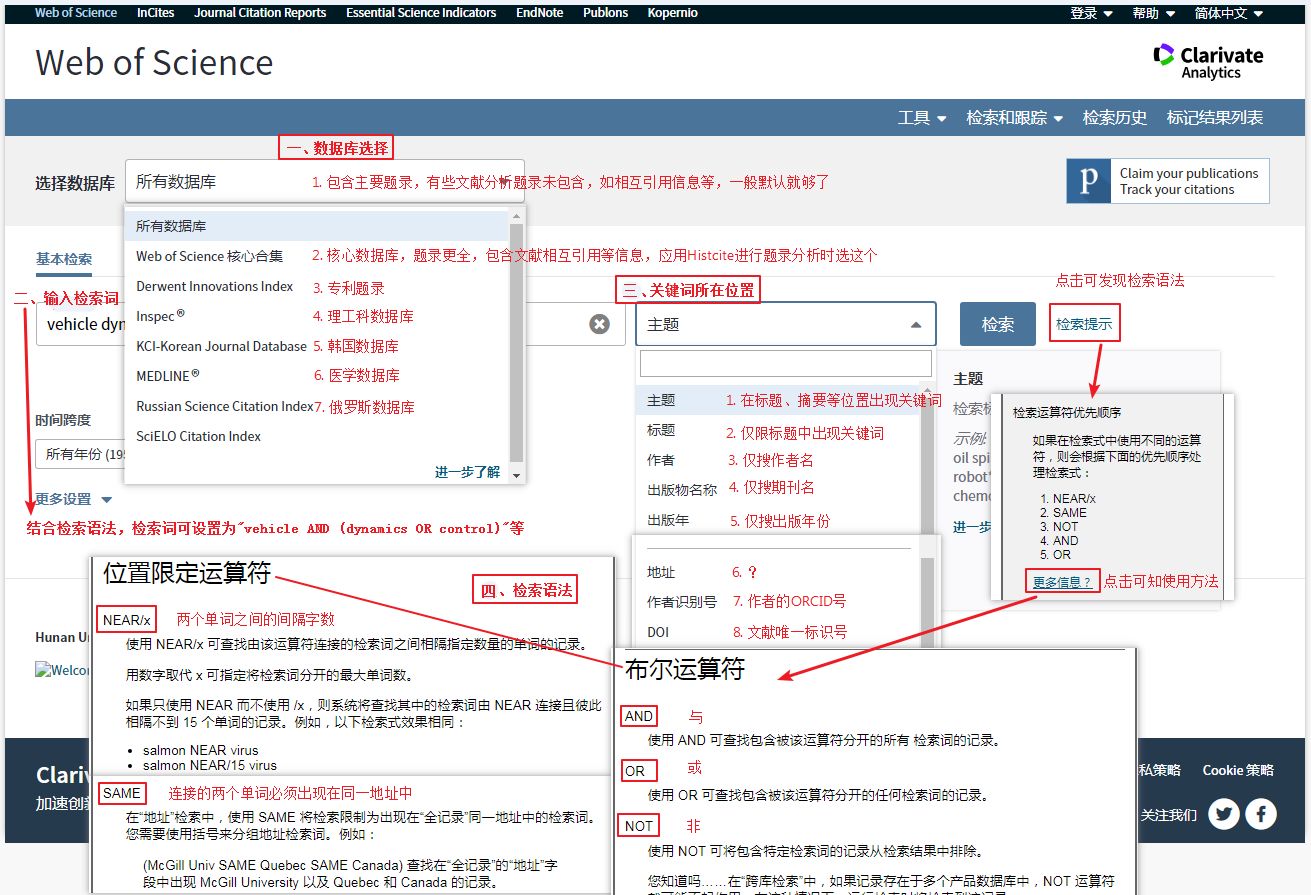 Web of Science InCites Journal Citation Reports Essential Science Indicators EndNote Publons Kopernio 登录 帮助 简体中文
Web of Science
Clarivate
Analytics
工具 检索和跟踪 检索历史 标记结果列表
一、数据库选择
选择数据库
所有数据库
1. 包含主要题录，有些文献分析题录未包含，如相互引用信息等，一般默认就够了
p
Claim your publications
Track your citations
所有数据库
Web of Science 核心合集
2. 核心数据库，题录更全，包含文献相互引用等信息，应用Histcite进行题录分析时选这个
Derwent Innovations Index
3. 专利题录
Inspec®
4. 理工科数据库
KCI-Korean Journal Database
5. 韩国数据库
MEDLINE®
6. 医学数据库
Russian Science Citation Index
7. 俄罗斯数据库
SciELO Citation Index
进一步了解
基本检索
二、输入检索词
vehicle dyn
三、关键词所在位置
主题
检索
点击可发现检索语法
检索提示
主题
1. 在标题、摘要等位置出现关键词
标题
2. 仅限标题中出现关键词
作者
3. 仅搜作者名
出版物名称
4. 仅搜期刊名
出版年
5. 仅搜出版年份
地址
6. ？
作者识别号
7. 作者的ORCID号
DOI
8. 文献唯一标识号
主题
示例:
oil spi
robot*
chemo
进一步
检索运算符优先顺序
如果在检索式中使用不同的运算
符，则会根据下面的优先顺序处
理检索式：
1. NEAR/x
2. SAME
3. NOT
4. AND
5. OR
更多信息？
点击可知使用方法
时间跨度
所有年份 (195
更多设置
结合检索语法，检索词可设置为"vehicle AND (dynamics OR control)"等
位置限定运算符
四、检索语法
NEAR/x
两个单词之间的间隔字数
使用 NEAR/x 可查找由该运算符连接的检索词之间相隔指定数量的单词的记录。
用数字取代 x 可指定将检索词分开的最大单词数。
如果只使用 NEAR 而不使用 /x，则系统将查找其中的检索词由 NEAR 连接且彼此
相隔不到 15 个单词的记录。例如，以下检索式效果相同：
• salmon NEAR virus
• salmon NEAR/15 virus
SAME
连接的两个单词必须出现在同一地址中
在“地址”检索中，使用 SAME 将检索限制为出现在“全记录”同一地址中的检索词。
您需要使用括号来分组地址检索词。例如：
(McGill Univ SAME Quebec SAME Canada) 查找在“全记录”的“地址”字
段中出现 McGill University 以及 Quebec 和 Canada 的记录。
布尔运算符
AND
与
使用 AND 可查找包含被该运算符分开的所有 检索词的记录。
OR
或
使用 OR 可查找包含被该运算符分开的任何检索词的记录。
NOT
非
使用 NOT 可将包含特定检索词的记录从检索结果中排除。
您知道吗……在“跨库检索”中，如果记录存在于多个产品数据库中，NOT 运算符
Hunan U
Welco
Clariv
加速创新
私策略 Cookie 策略
关注我们